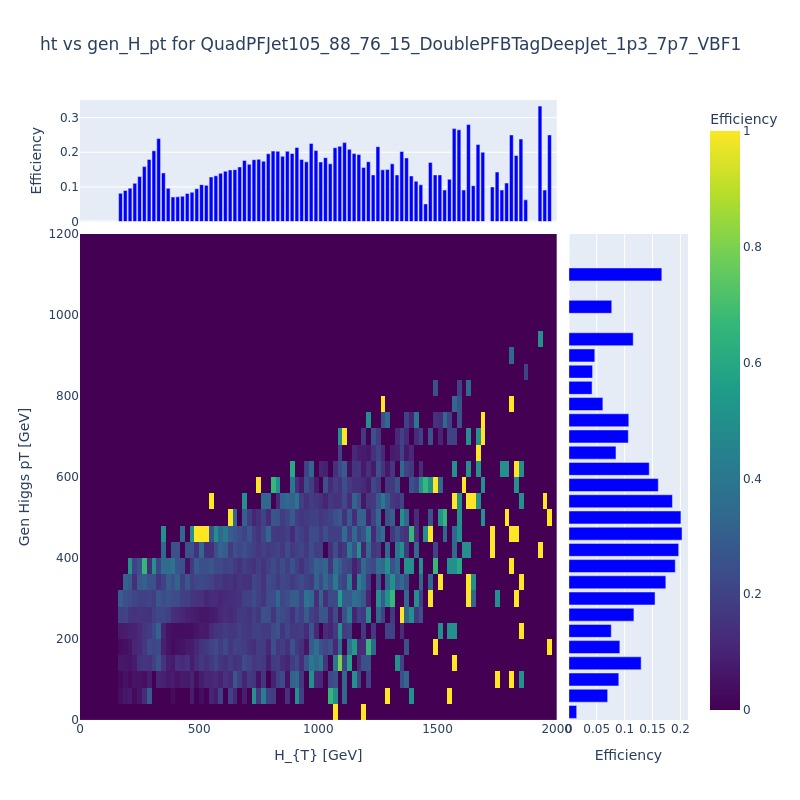 ht vs gen_H_pt for QuadPFJet105_88_76_15_DoublePFBTagDeepJet_1p3_7p7_VBF1
Efficiency
0.3
0.2
0.1
0
Efficiency
1
0.8
0.6
0.4
0.2
0
Gen Higgs pT [GeV]
1200
1000
800
600
400
200
0
0 500 1000 1500 2000
H_{T} [GeV]
0 0.05 0.1 0.15 0.2
Efficiency